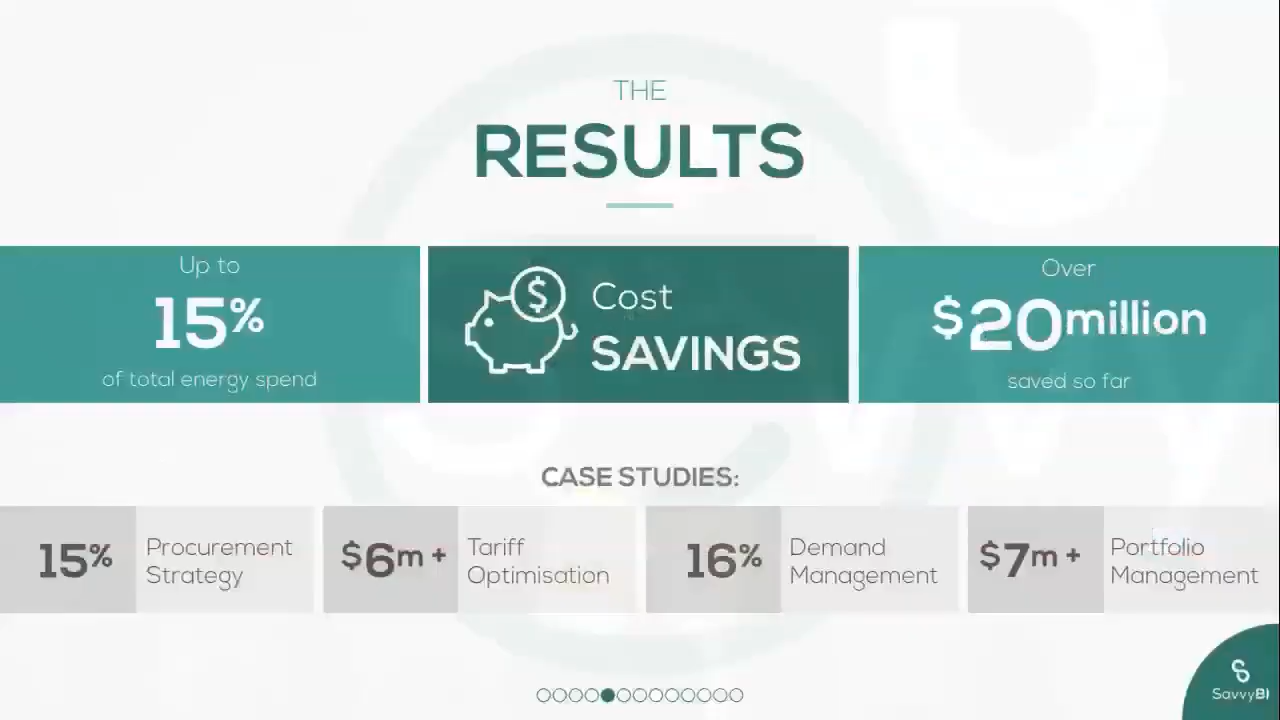 THE
RESULTS
Up to
15%
of total energy spend
$
Cost
SAVINGS
Over
$20million
saved so far
CASE STUDIES:
15%
Procurement
Strategy
$6m +
Tariff
Optimisation
16%
Demand
Management
$7m +
Portfolio
Management
SavvyBI